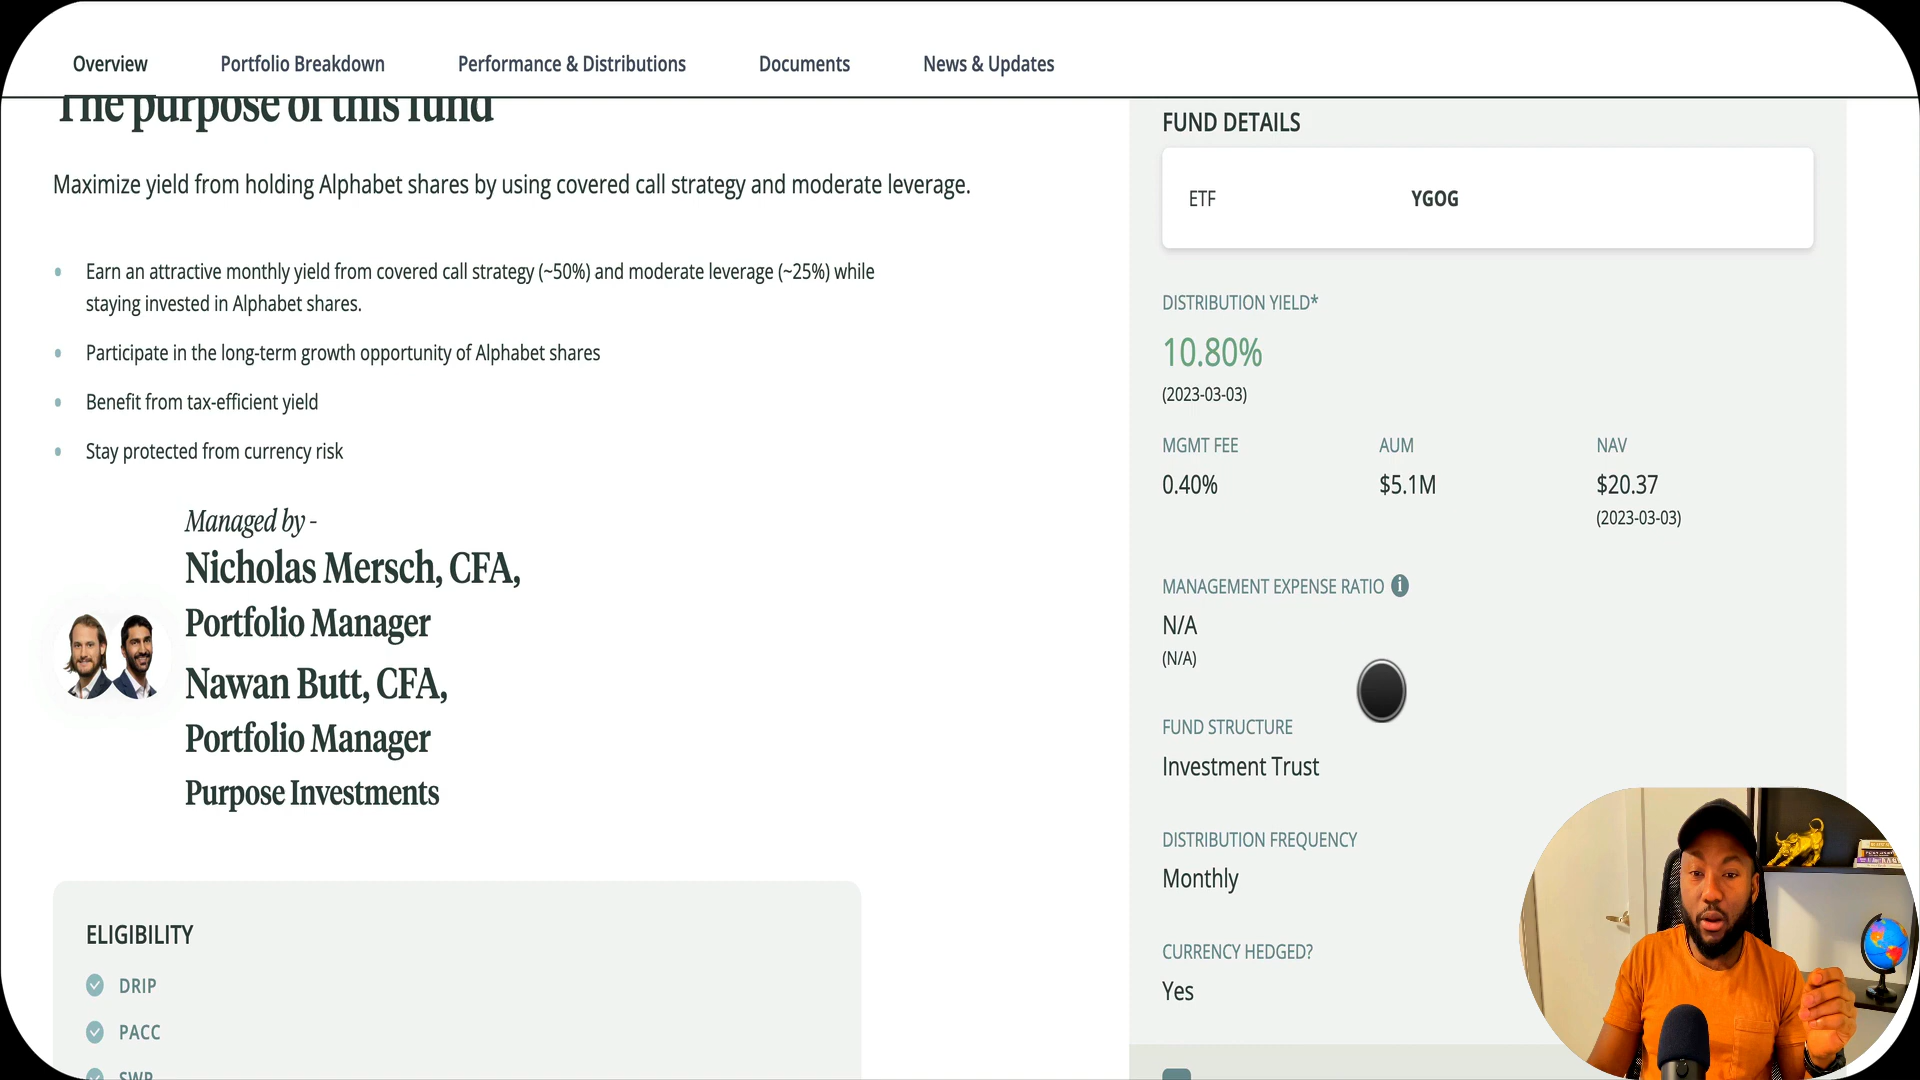 Overview
Portfolio Breakdown
Performance & Distributions
Documents
News & Updates
The purpose of this fund
Maximize yield from holding Alphabet shares by using covered call strategy and moderate leverage.
Earn an attractive monthly yield from covered call strategy (~50%) and moderate leverage (~25%) while
staying invested in Alphabet shares.
Participate in the long-term growth opportunity of Alphabet shares
Benefit from tax-efficient yield
Stay protected from currency risk
Managed by -
Nicholas Mersch, CFA,
Portfolio Manager
Nawan Butt, CFA,
Portfolio Manager
Purpose Investments
ELIGIBILITY
DRIP
PACC
SWP
FUND DETAILS
ETF YGOG
DISTRIBUTION YIELD*
10.80%
(2023-03-03)
MGMT FEE AUM NAV
0.40% $5.1M $20.37
(2023-03-03)
MANAGEMENT EXPENSE RATIO i
N/A
(N/A)
FUND STRUCTURE
Investment Trust
DISTRIBUTION FREQUENCY
Monthly
CURRENCY HEDGED?
Yes